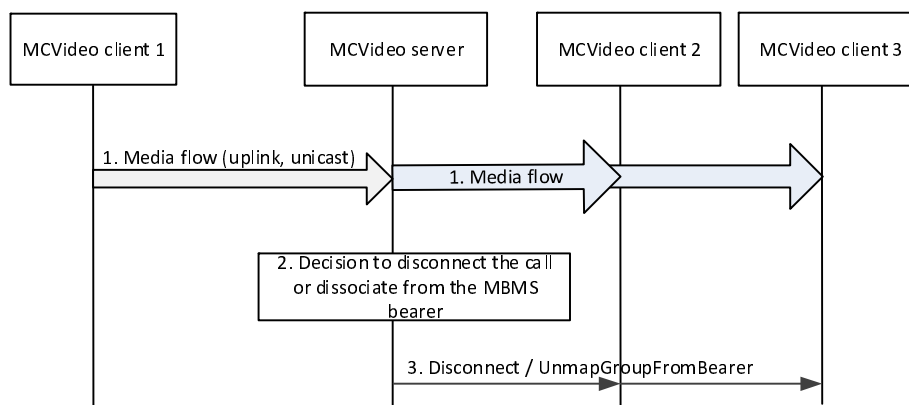 MCVideo client 1
MCVideo server
MCVideo client 2
MCVideo client 3
1. Media flow (uplink, unicast)
1. Media flow
2. Decision to disconnect the call
or dissociate from the MBMS
bearer
3. Disconnect / UnmapGroupFromBearer